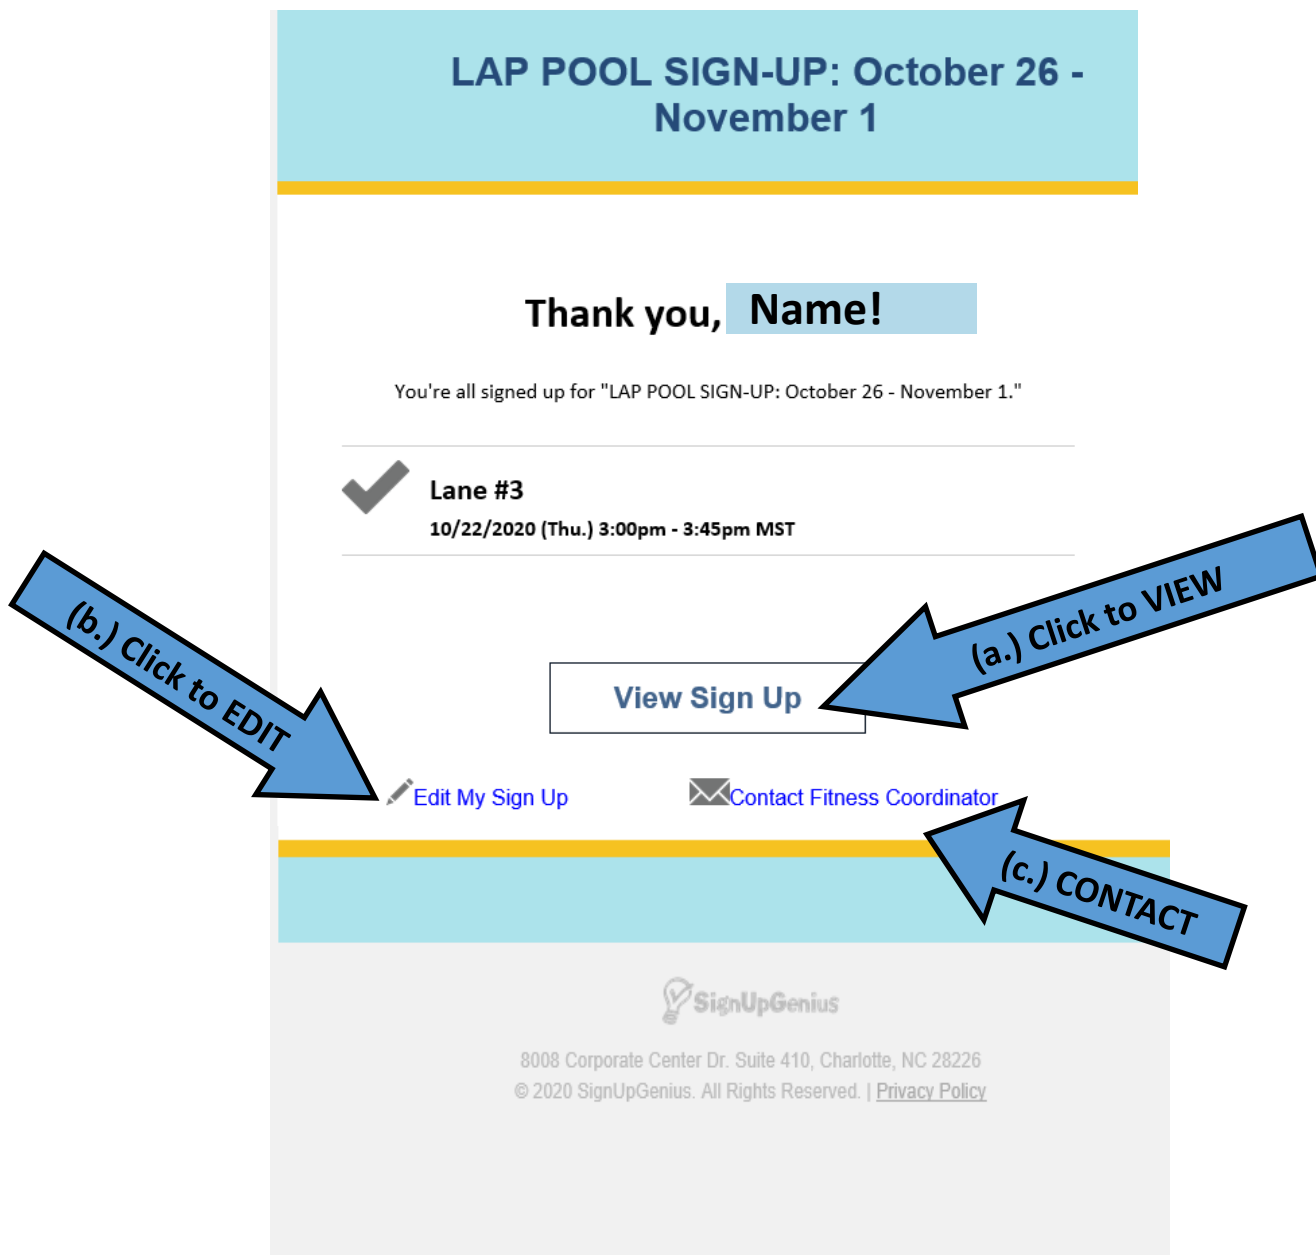 LAP POOL SIGN-UP: October 26 -
November 1
Thank you, Name!
You're all signed up for "LAP POOL SIGN-UP: October 26 - November 1."
Lane #3
10/22/2020 (Thu.) 3:00pm - 3:45pm MST
(a.) Click to VIEW
(b.) Click to EDIT
View Sign Up
Edit My Sign Up
Contact Fitness Coordinator
(c.) CONTACT
SignUpGenius
8008 Corporate Center Dr. Suite 410, Charlotte, NC 28226
© 2020 SignUpGenius. All Rights Reserved. | Privacy Policy